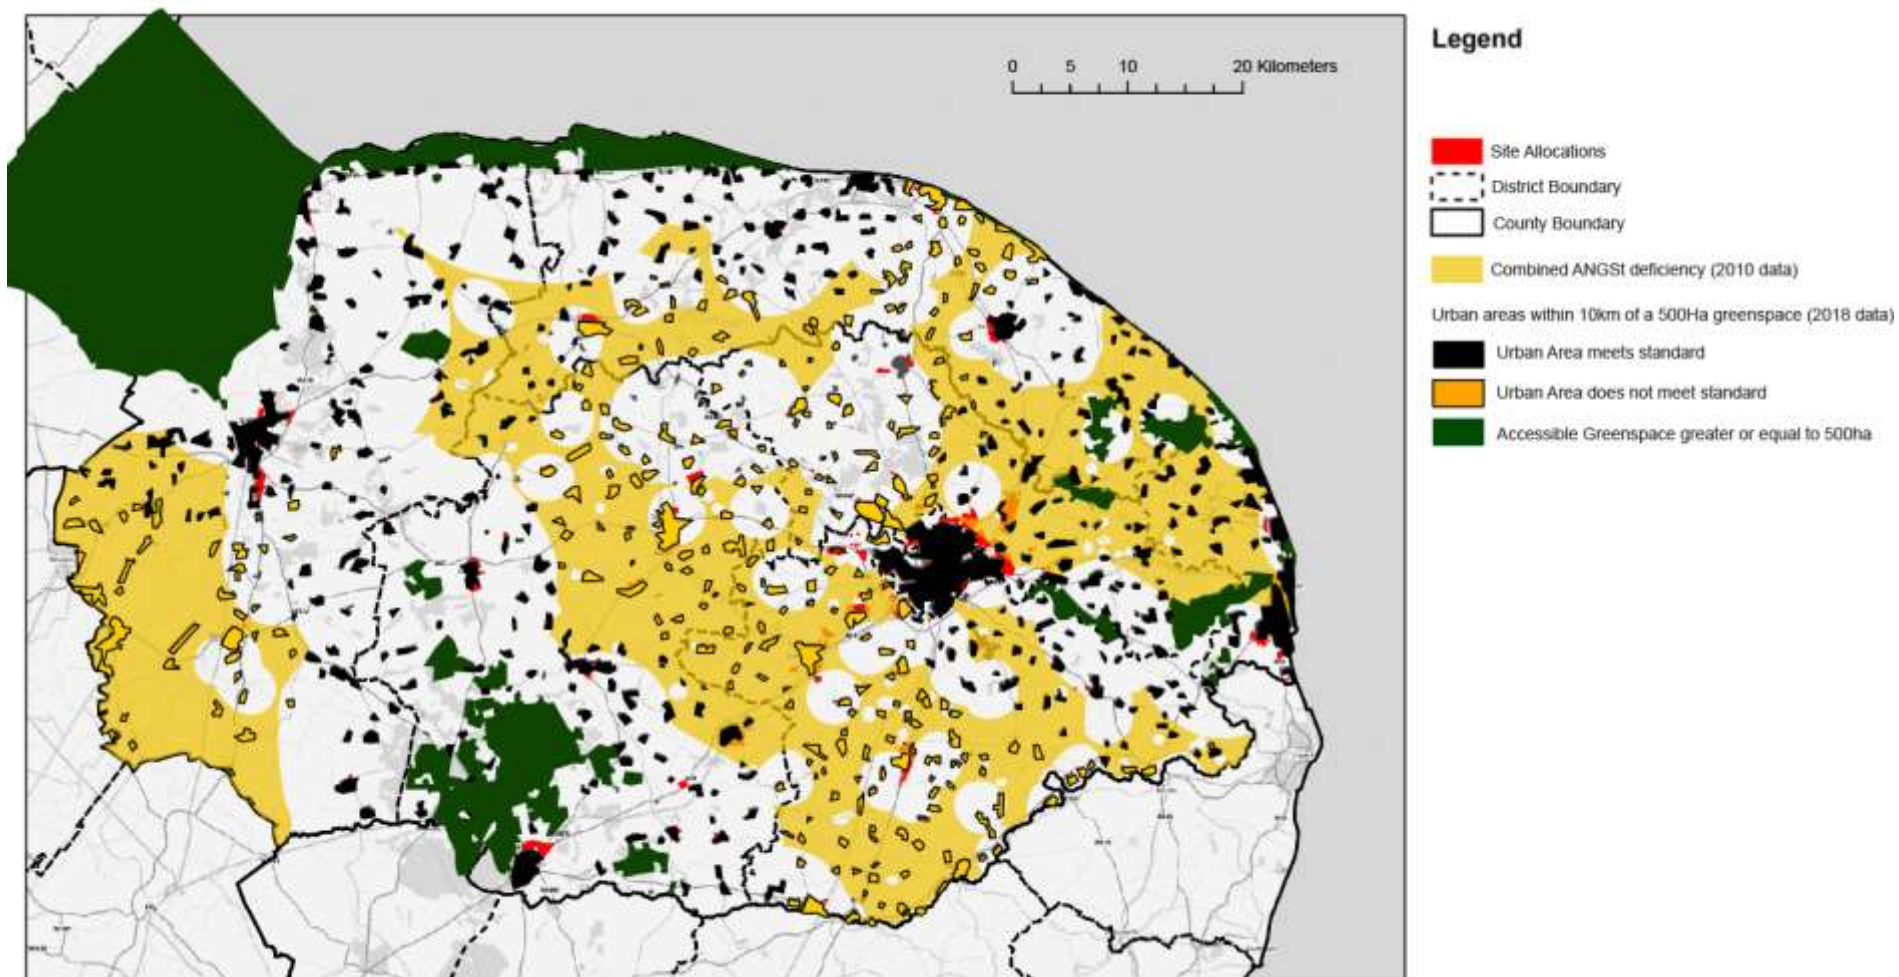 Legend
0 5 10 20 Kilometers
Site Allocations
District Boundary
County Boundary
Combined ANGSt deficiency (2010 data)
Urban areas within 10km of a 500Ha greenspace (2018 data)
Urban Area meets standard
Urban Area does not meet standard
Accessible Greenspace greater or equal to 500ha